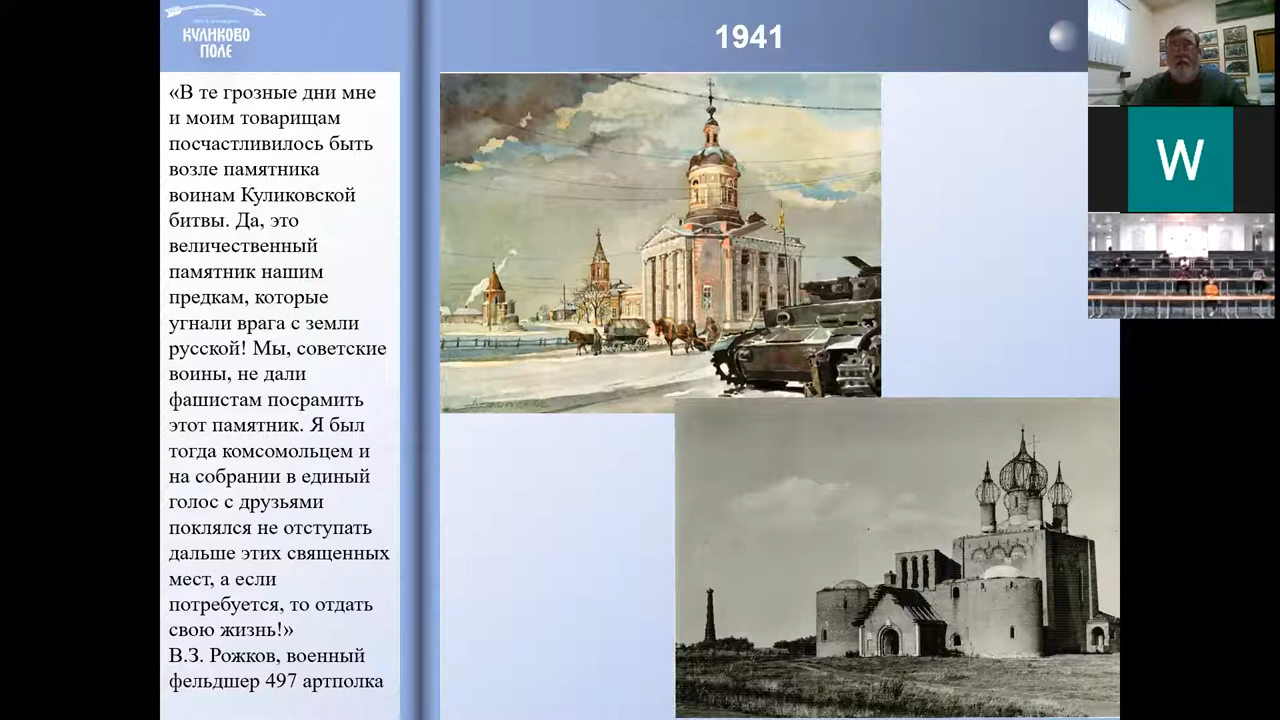 КУЛИКОВО
ПОЛЕ
1941
«В те грозные дни мне
и моим товарищам
посчастливилось быть
возле памятника
воинам Куликовской
битвы. Да, это
величественный
памятник нашим
предкам, которые
угнали врага с земли
русской! Мы, советские
воины, не дали
фашистам посрамить
этот памятник. Я был
тогда комсомольцем и
на собрании в единый
голос с друзьями
поклялся не отступать
дальше этих священных
мест, а если
потребуется, то отдать
свою жизнь!»
В.З. Рожков, военный
фельдшер 497 артполка
W